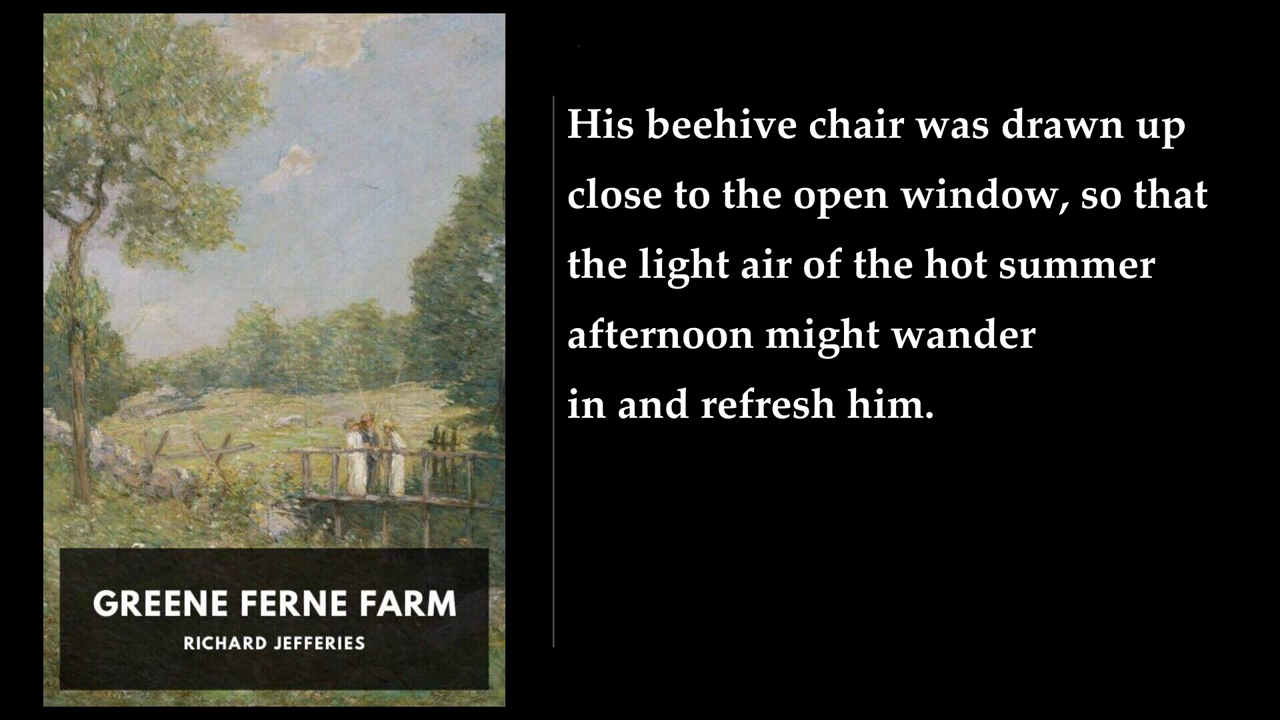 GREENE FERNE FARM
RICHARD JEFFERIES
His beehive chair was drawn up
close to the open window, so that
the light air of the hot summer
afternoon might wander
in and refresh him.